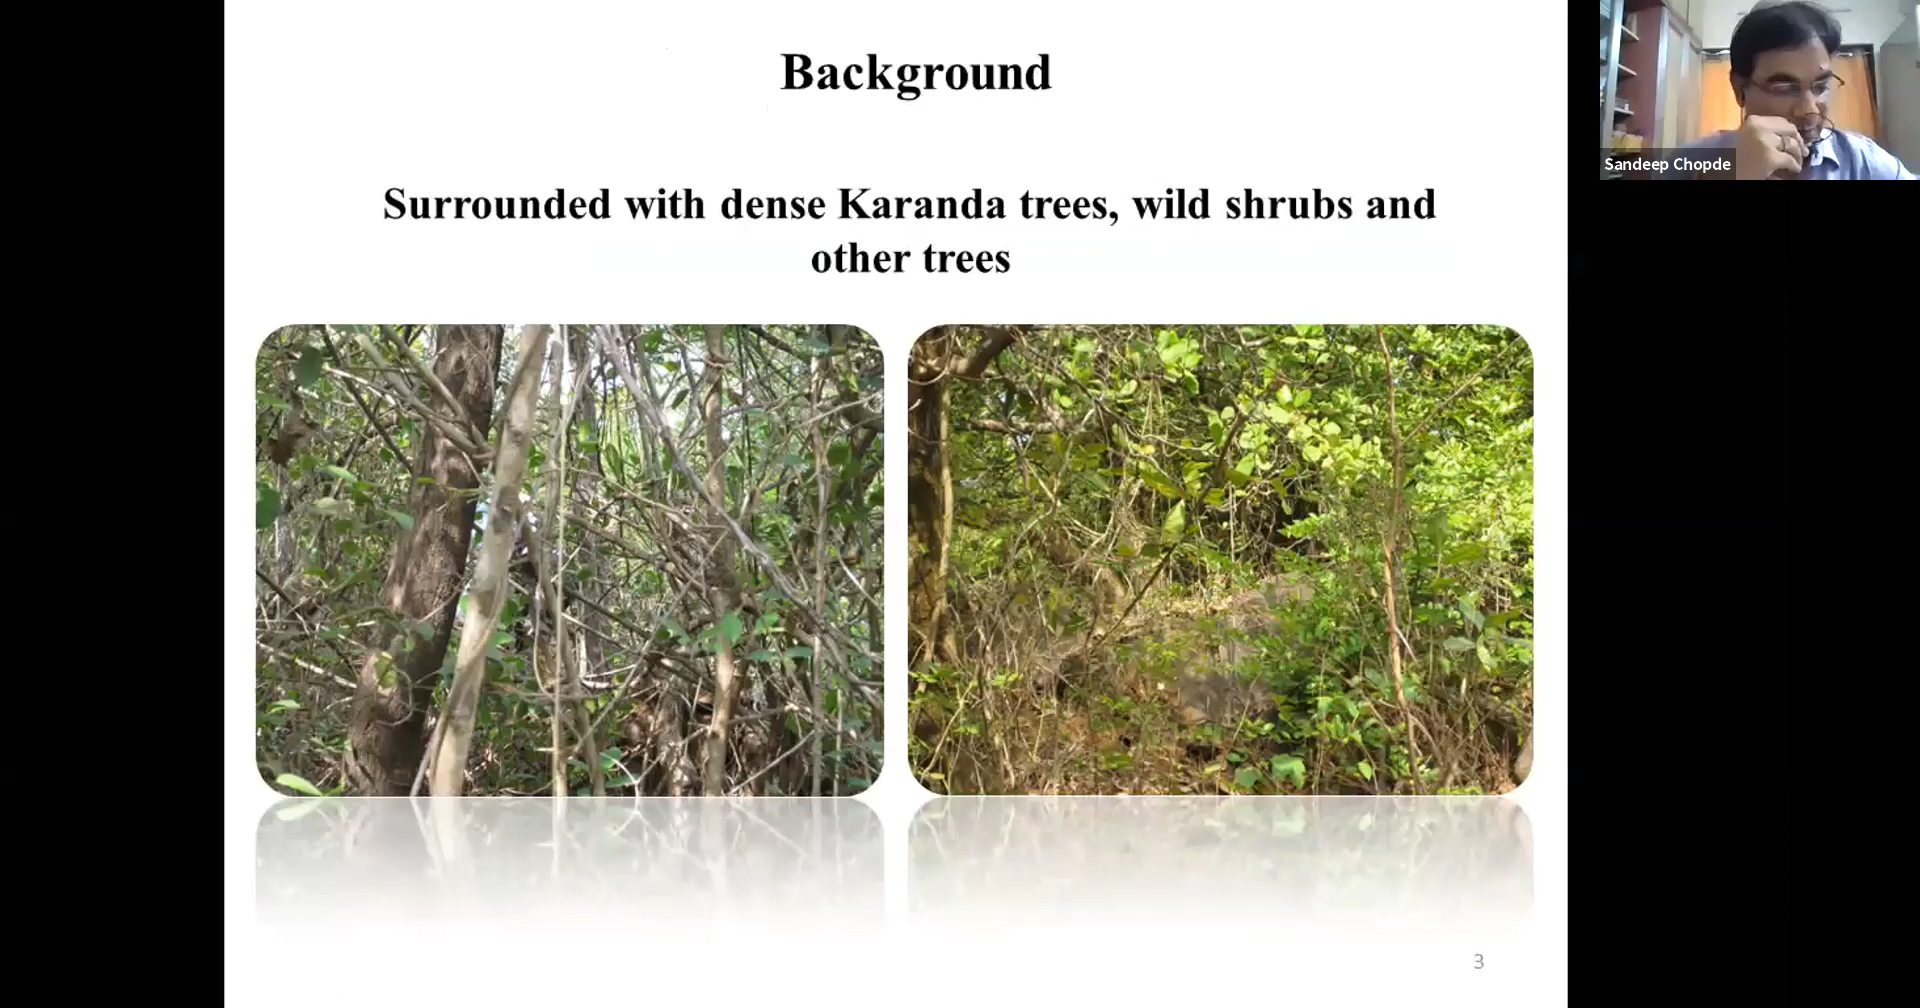 Background
Surrounded with dense Karanda trees, wild shrubs and
other trees
Sandeep Chopde
3